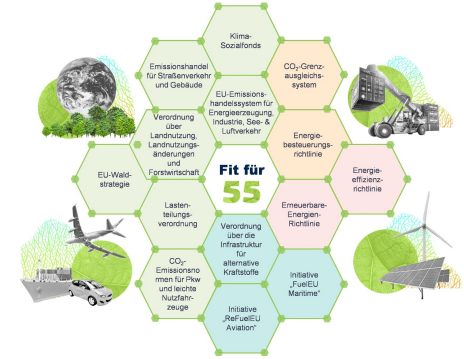 Klima-
Sozialfonds
Emissionshandel
für Straßenverkehr
und Gebäude
CO₂-Grenz-
ausgleichs-
system
EU-Emissions-
handelssystem für
Energieerzeugung,
Industrie, See- &
Luftverkehr
Verordnung
über
Landnutzung,
Landnutzungs-
änderungen
und
Forstwirtschaft
Energie-
besteuerungs-
richtlinie
EU-Wald-
strategie
Fit für
55
Energie-
effizienz-
richtlinie
Lasten-
teilungs-
verordnung
Erneuerbare-
Energien-
Richtlinie
Verordnung
über die
Infrastruktur
für
alternative
Kraftstoffe
CO₂-
Emissionsno
rmen für Pkw
und leichte
Nutzfahr-
zeuge
Initiative
„FuelEU
Maritime“
Initiative
„ReFuelEU
Aviation“